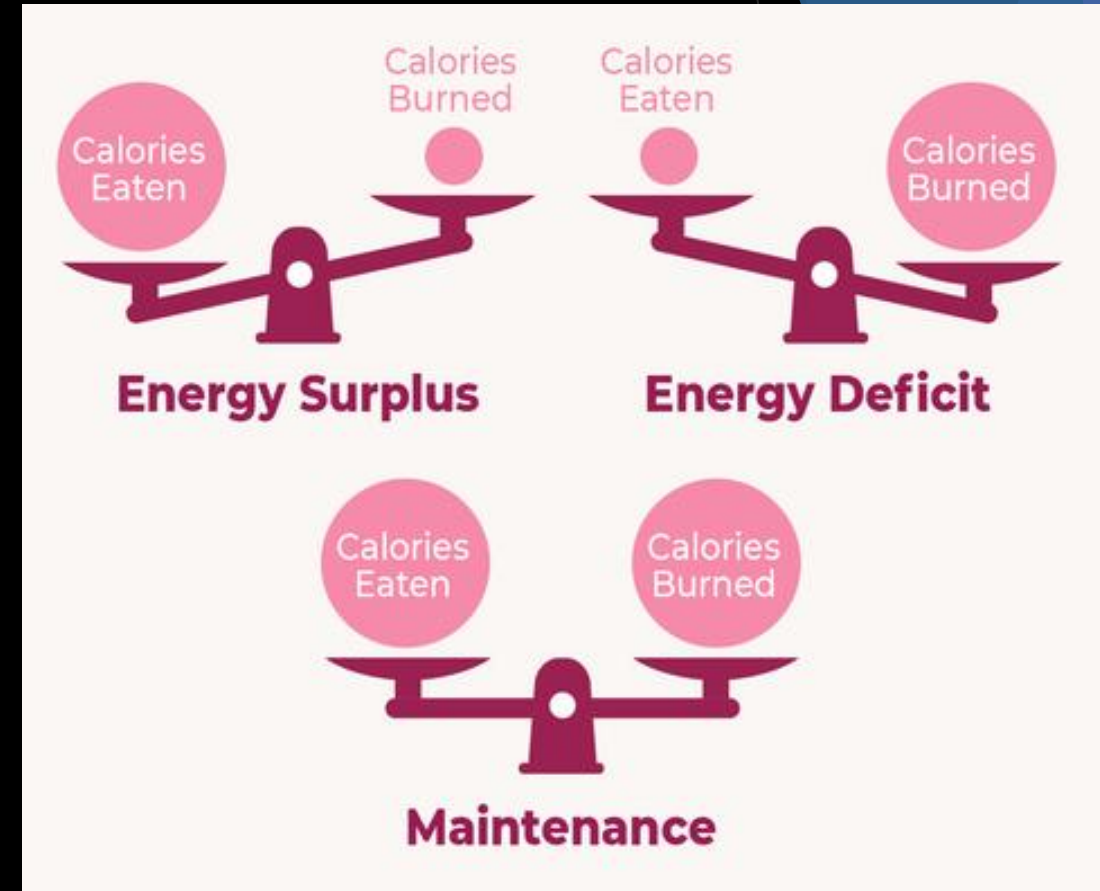 Calories
Burned
Calories
Eaten
Calories
Eaten
Calories
Burned
Energy Surplus
Energy Deficit
Calories
Eaten
Calories
Burned
Maintenance